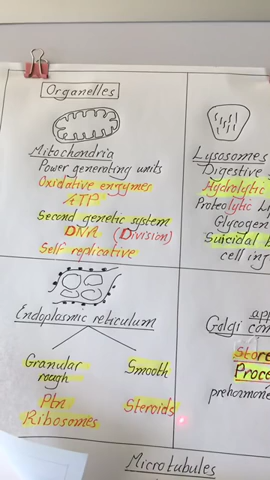 Organelles
Mitochondria
Power generating units
Oxidative enzymes
ATP
Second genetic system
DNA (Division)
Self replicative
Lysosomes
Digestive
Hydrolytic
Proteolytic
Glycogen
Suicidal
cell
Endoplasmic reticulum
Granular
rough
Smooth
Ptn
Steroids
Ribosomes
Golgi
Store
Proce
prehormone
Microtubules